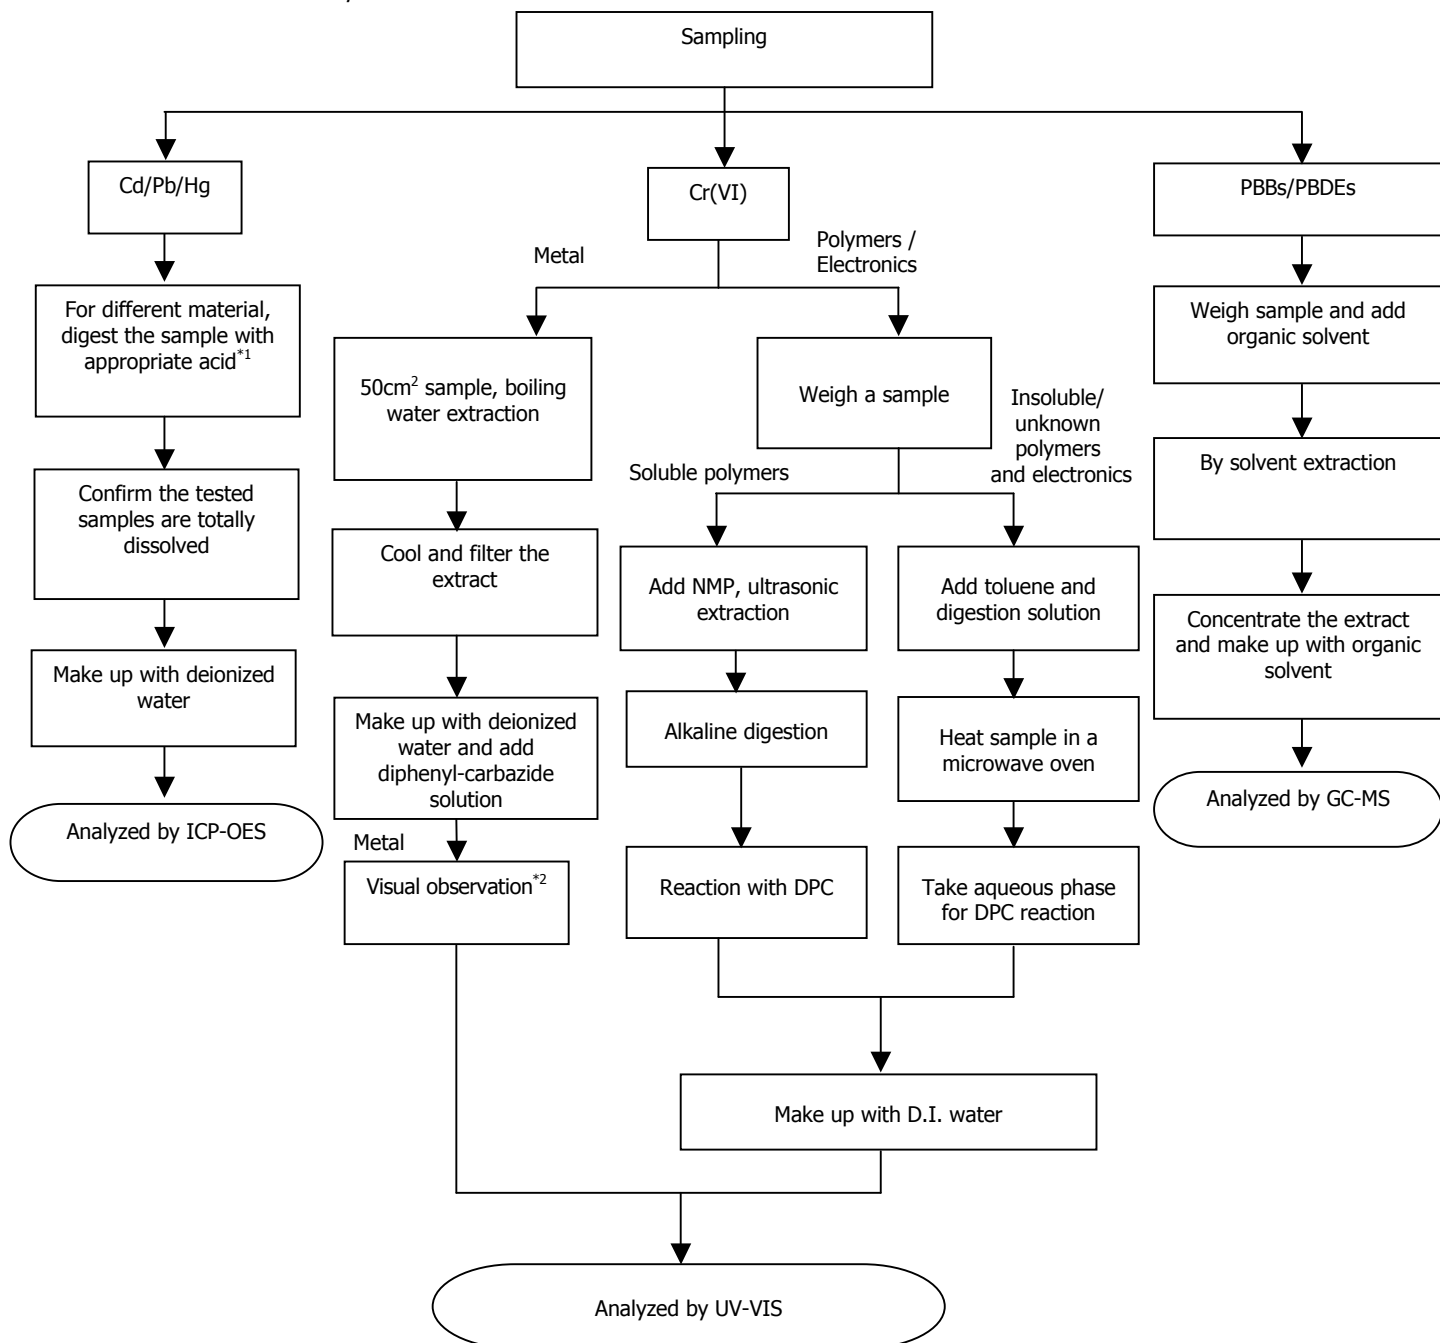 Sampling
Cd/Pb/Hg
Cr(VI)
PBBs/PBDEs
Metal
Polymers /
Electronics
For different material,
digest the sample with
appropriate acid*1
Weigh sample and add
organic solvent
50cm2 sample, boiling
water extraction
Weigh a sample
Insoluble/
unknown
polymers
and electronics
Soluble polymers
By solvent extraction
Confirm the tested
samples are totally
dissolved
Cool and filter the
extract
Add NMP, ultrasonic
extraction
Add toluene and
digestion solution
Concentrate the extract
and make up with organic
solvent
Make up with deionized
water
Make up with deionized
water and add
diphenyl-carbazide
solution
Alkaline digestion
Heat sample in a
microwave oven
Analyzed by GC-MS
Analyzed by ICP-OES
Metal
Visual observation*2
Reaction with DPC
Take aqueous phase
for DPC reaction
Make up with D.I. water
Analyzed by UV-VIS